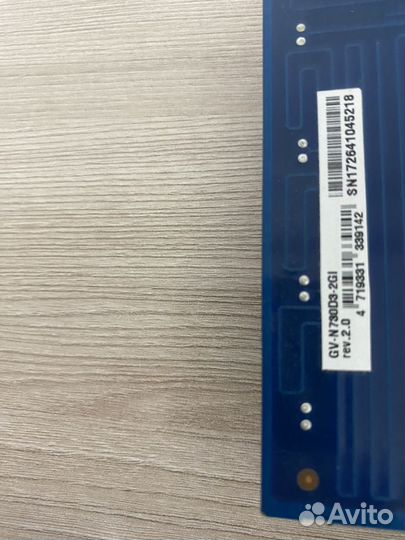 GV-N730D3-2GI
rev.2.0
4 719331 339142
SN172641045218
Avito